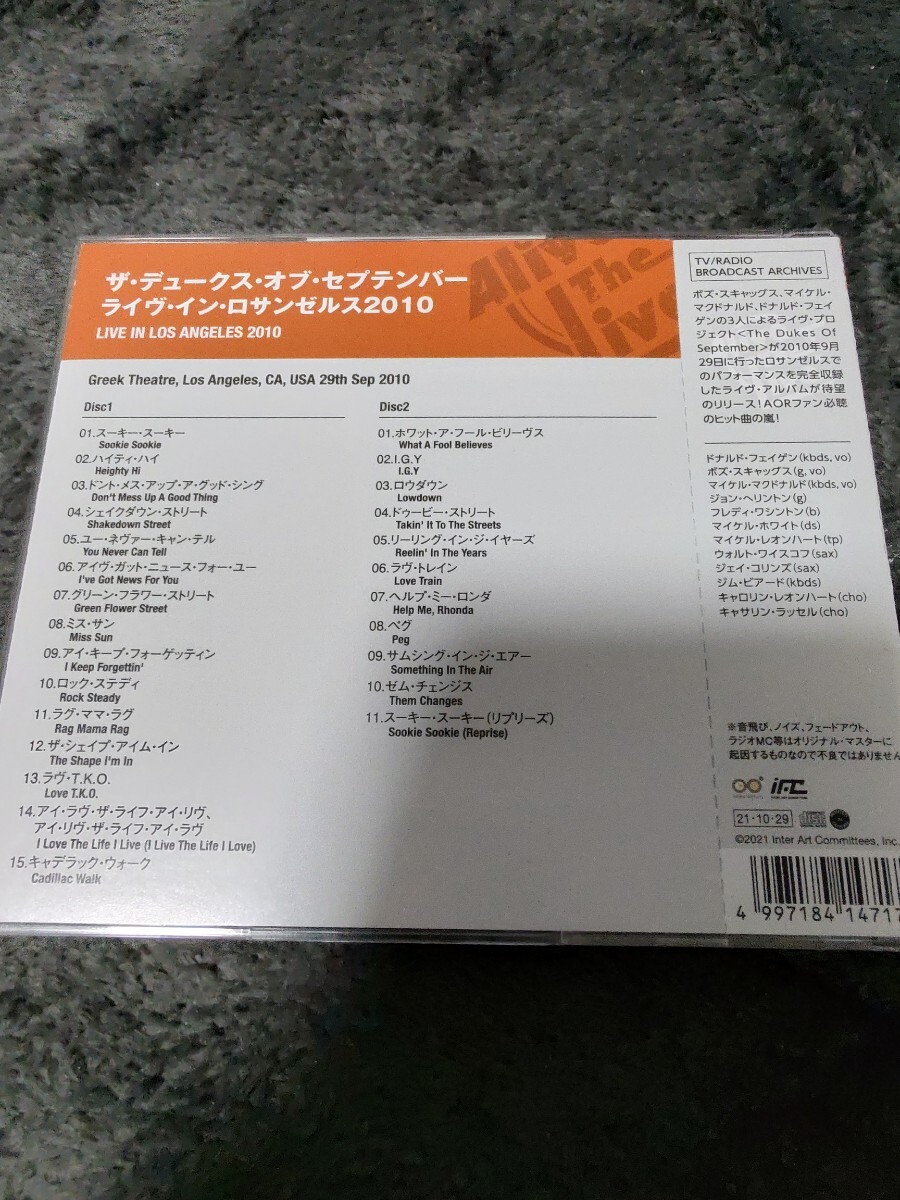 ザ・デュークス・オブ・セプテンバー
ライヴ・イン・ロサンゼルス2010
LIVE IN LOS ANGELES 2010
Alive
The
Live
Greek Theatre, Los Angeles, CA, USA 29th Sep 2010
Disc1
01.スーキー・スーキー
Sookie Sookie
02.ハイティ・ハイ
Heighty Hi
03.ドント・メス・アップ・ア・グッド・シング
Don't Mess Up A Good Thing
04.シェイクダウン・ストリート
Shakedown Street
05.ユー・ネヴァー・キャン・テル
You Never Can Tell
06.アイヴ・ガット・ニュース・フォー・ユー
I've Got News For You
07.グリーン・フラワー・ストリート
Green Flower Street
08.ミス・サン
Miss Sun
09.アイ・キープ・フォーゲッティン
I Keep Forgettin'
10.ロック・ステディ
Rock Steady
11.ラグ・ママ・ラグ
Rag Mama Rag
12.ザ・シェイプ・アイム・イン
The Shape I'm In
13.ラヴ・T.K.O.
Love T.K.O.
14.アイ・ラヴ・ザ・ライフ・アイ・リヴ、
アイ・リヴ・ザ・ライフ・アイ・ラヴ
I Love The Life I Live (I Live The Life I Love)
15.キャデラック・ウォーク
Cadillac Walk
Disc2
01.ホワット・ア・フール・ビリーヴス
What A Fool Believes
02.I.G.Y
I.G.Y
03.ロウダウン
Lowdown
04.ドゥービー・ストリート
Takin' It To The Streets
05.リーリング・イン・ジ・イヤーズ
Reelin' In The Years
06.ラヴ・トレイン
Love Train
07.ヘルプ・ミー・ロンダ
Help Me, Rhonda
08.ペグ
Peg
09.サムシング・イン・ジ・エアー
Something In The Air
10.ゼム・チェンジス
Them Changes
11.スーキー・スーキー(リプリーズ)
Sookie Sookie (Reprise)
TV/RADIO
BROADCAST ARCHIVES
ボズ・スキャッグス、マイケル・
マクドナルド、ドナルド・フェイ
ゲンの3人によるライヴ・プロ
ジェクト<The Dukes Of
September>が2010年9月
29日に行ったロサンゼルスで
のパフォーマンスを完全収録
したライヴ・アルバムが待望
のリリース!AORファン必聴
のヒット曲の嵐!
ドナルド・フェイゲン(kbds, vo)
ボズ・スキャッグス(g, vo)
マイケル・マクドナルド(kbds, vo)
ジョン・ヘリントン(g)
フレディ・ワシントン(b)
マイケル・ホワイト(ds)
マイケル・レオンハート(tp)
ウォルト・ワイスコフ(sax)
ジェイ・コリンズ(sax)
ジム・ビアード(kbds)
キャロリン・レオンハート(cho)
キャサリン・ラッセル(cho)
※音飛び、ノイズ、フェードアウト、
ラジオMC等はオリジナル・マスターに
起因するものなので不良ではありません
21・10・29
©2021 Inter Art Committees, Inc.
4 997184 14717